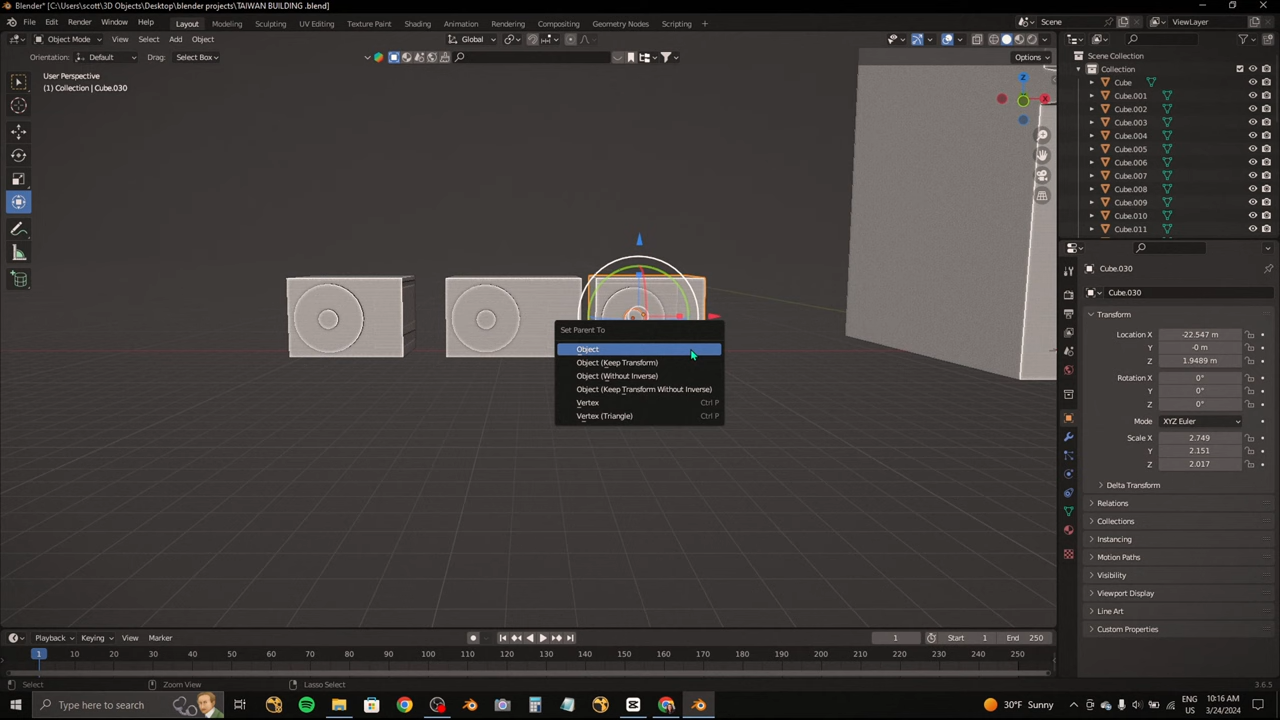 Blender* [C:\Users\scott\3D Objects\Desktop\blender projects\TAIWAN BUILDING .blend]
File Edit Render Window Help Layout Modeling Sculpting UV Editing Texture Paint Shading Animation Rendering Compositing Geometry Nodes Scripting Scene ViewLayer
Object Mode View Select Add Object Global
Orientation: Default Drag: Select Box Options
User Perspective
(1) Collection | Cube.030
Z
X
Set Parent To
Object
Object (Keep Transform)
Object (Without Inverse)
Object (Keep Transform Without Inverse)
Vertex Ctrl P
Vertex (Triangle) Ctrl P
Scene Collection
Collection
Cube
Cube.001
Cube.002
Cube.003
Cube.004
Cube.005
Cube.006
Cube.007
Cube.008
Cube.009
Cube.010
Cube.011
Cube.030
Cube.030
Transform
Location X -22.547 m
Y -0 m
Z 1.9489 m
Rotation X 0°
Y 0°
Z 0°
Mode XYZ Euler
Scale X 2.749
Y 2.151
Z 2.017
Delta Transform
Relations
Collections
Instancing
Motion Paths
Visibility
Viewport Display
Line Art
Custom Properties
Playback Keying View Marker 1 Start 1 End 250
1 10 20 30 40 50 60 70 80 90 100 110 120 130 140 150 160 170 180 190 200 210 220 230 240 250
Select Zoom View Lasso Select 3.6.5
Type here to search 30°F Sunny ENG US 10:16 AM 3/24/2024